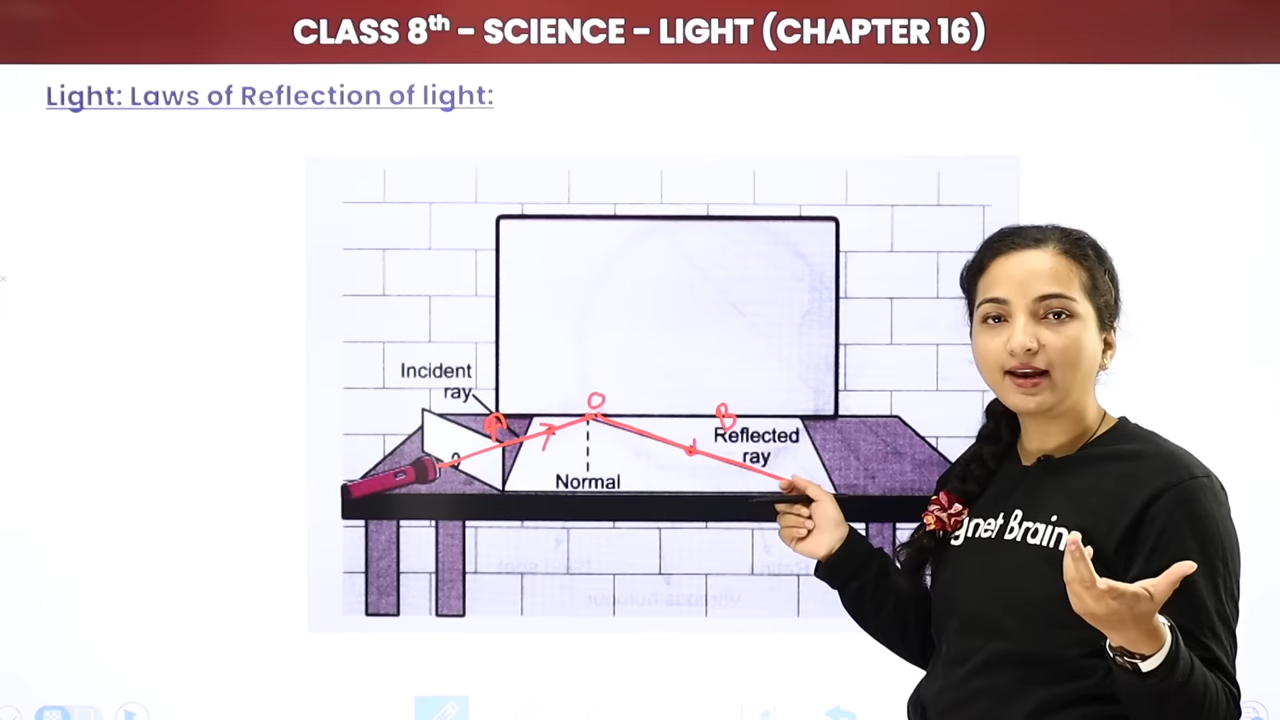 CLASS 8th - SCIENCE - LIGHT (CHAPTER 16)
Light: Laws of Reflection of light:
Incident
ray
A
O
B
Reflected
ray
Normal
gnet Brain